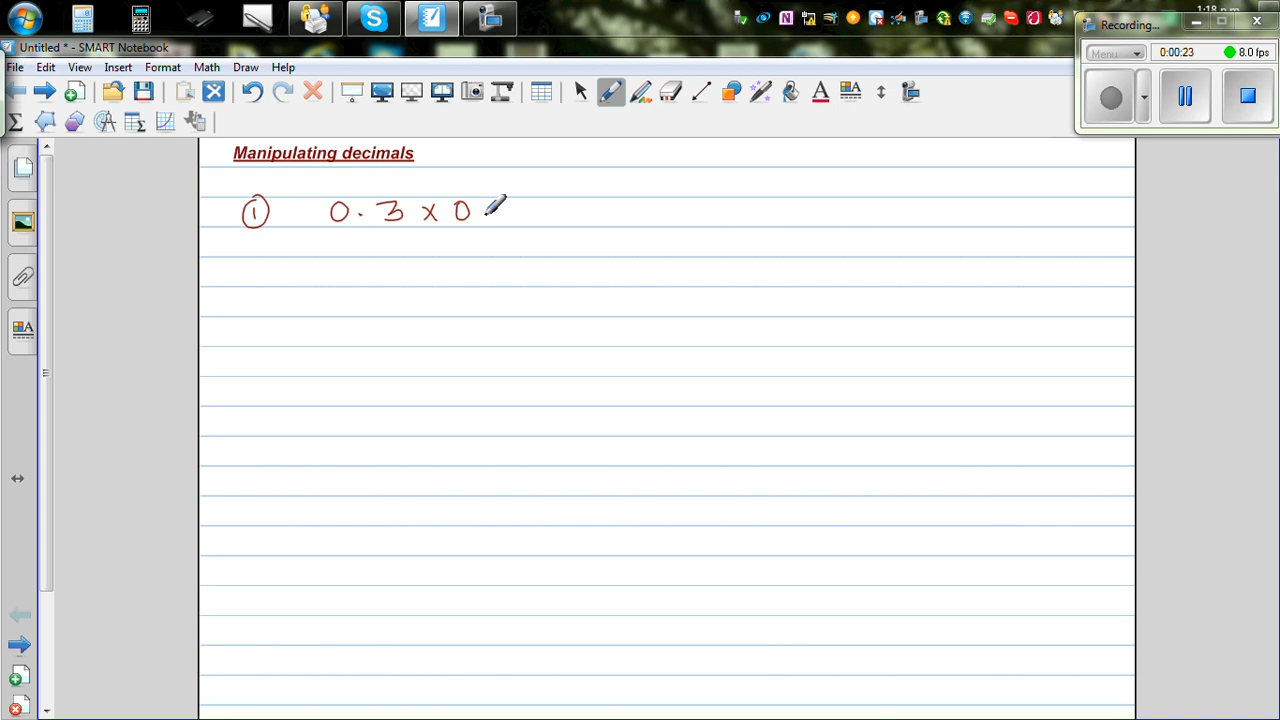 Untitled * - SMART Notebook
Recording...
File Edit View Insert Format Math Draw Help
Menu
0:00:23
8.0 fps
Manipulating decimals
① 0.3 x 0